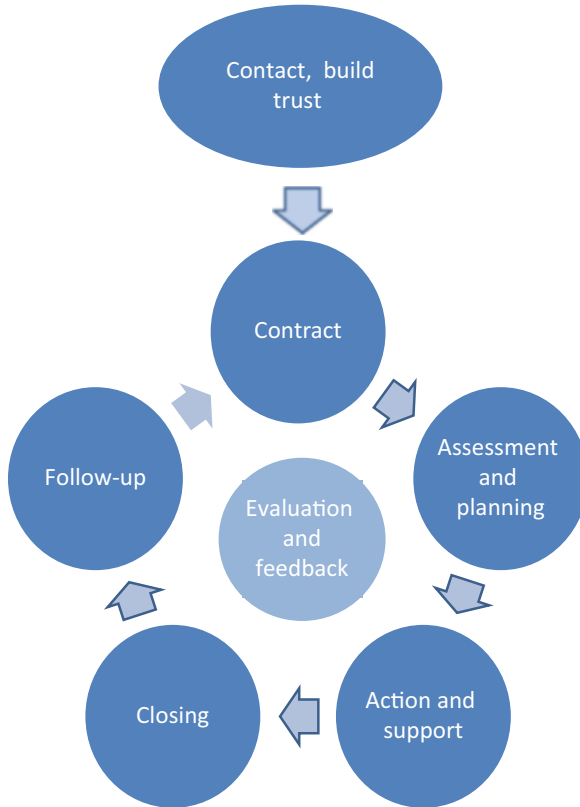 Contact, build
trust
Contract
Assessment
and
planning
Follow-up
Evaluation
and
feedback
Action and
support
Closing